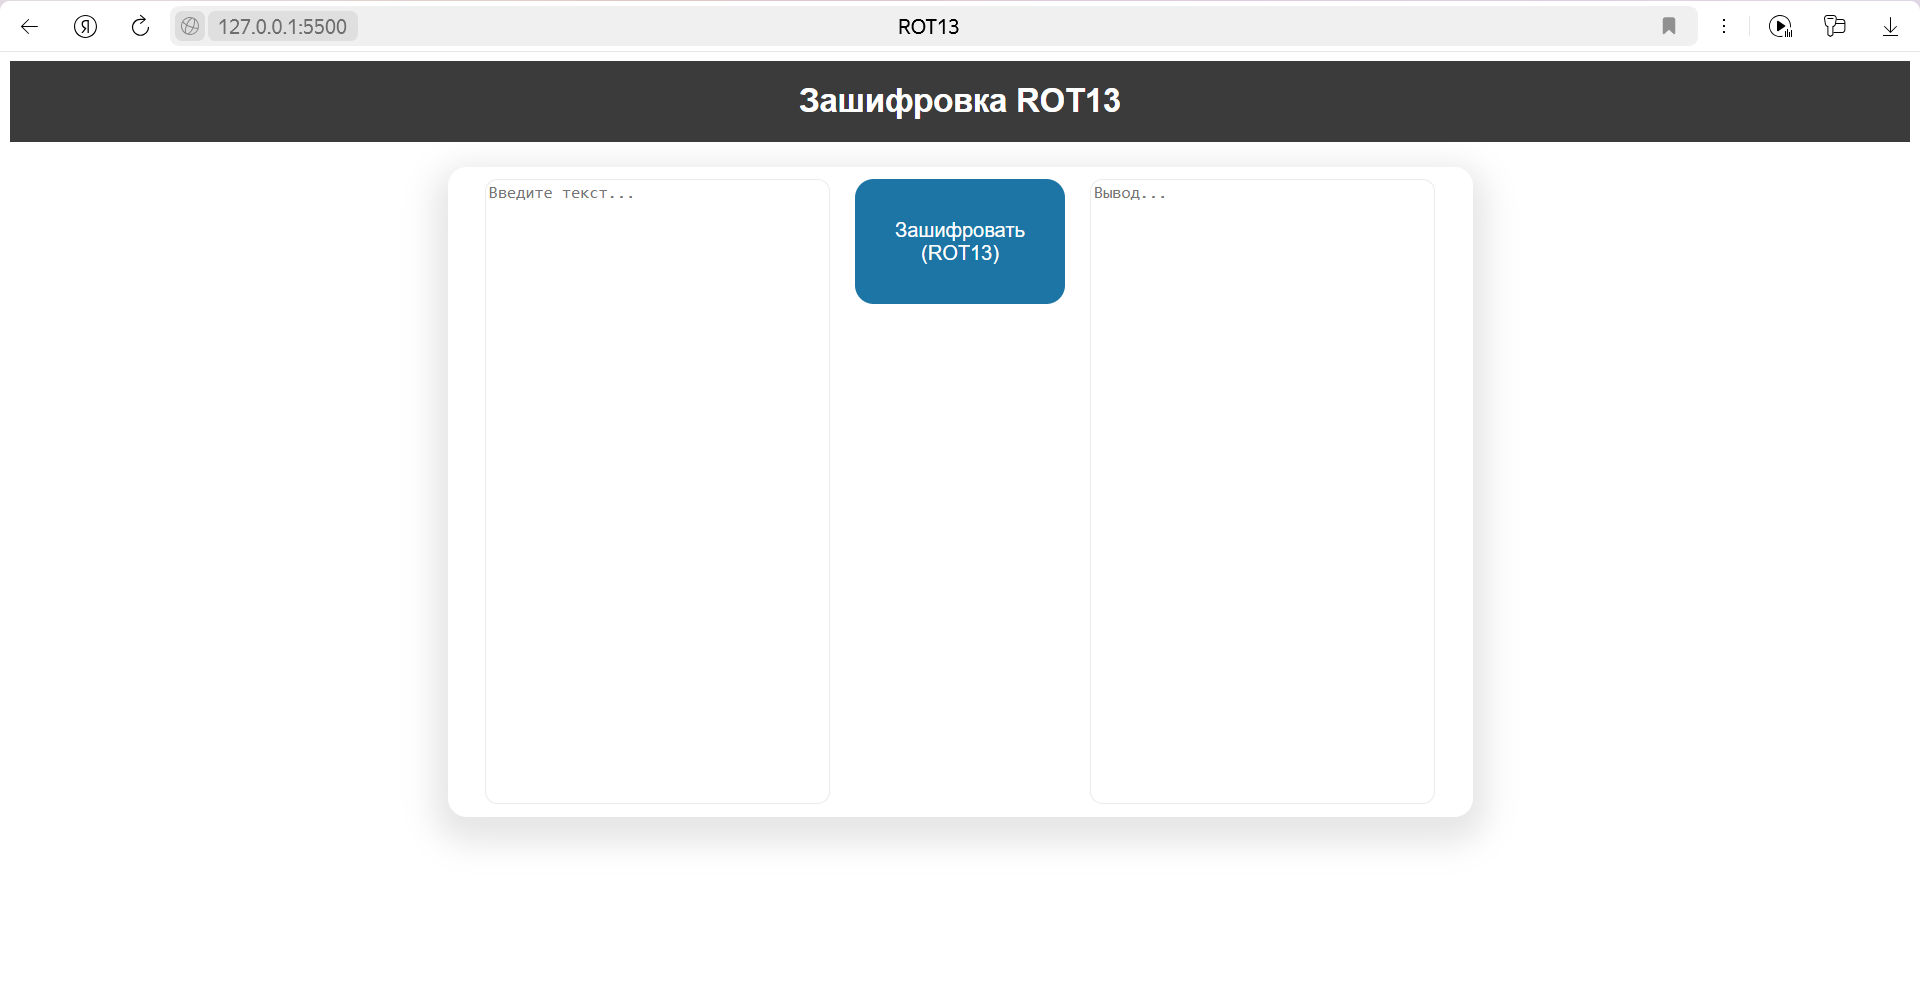 127.0.0.1:5500
ROT13
Зашифровка ROT13
Введите текст...
Зашифровать
(ROT13)
Вывод...